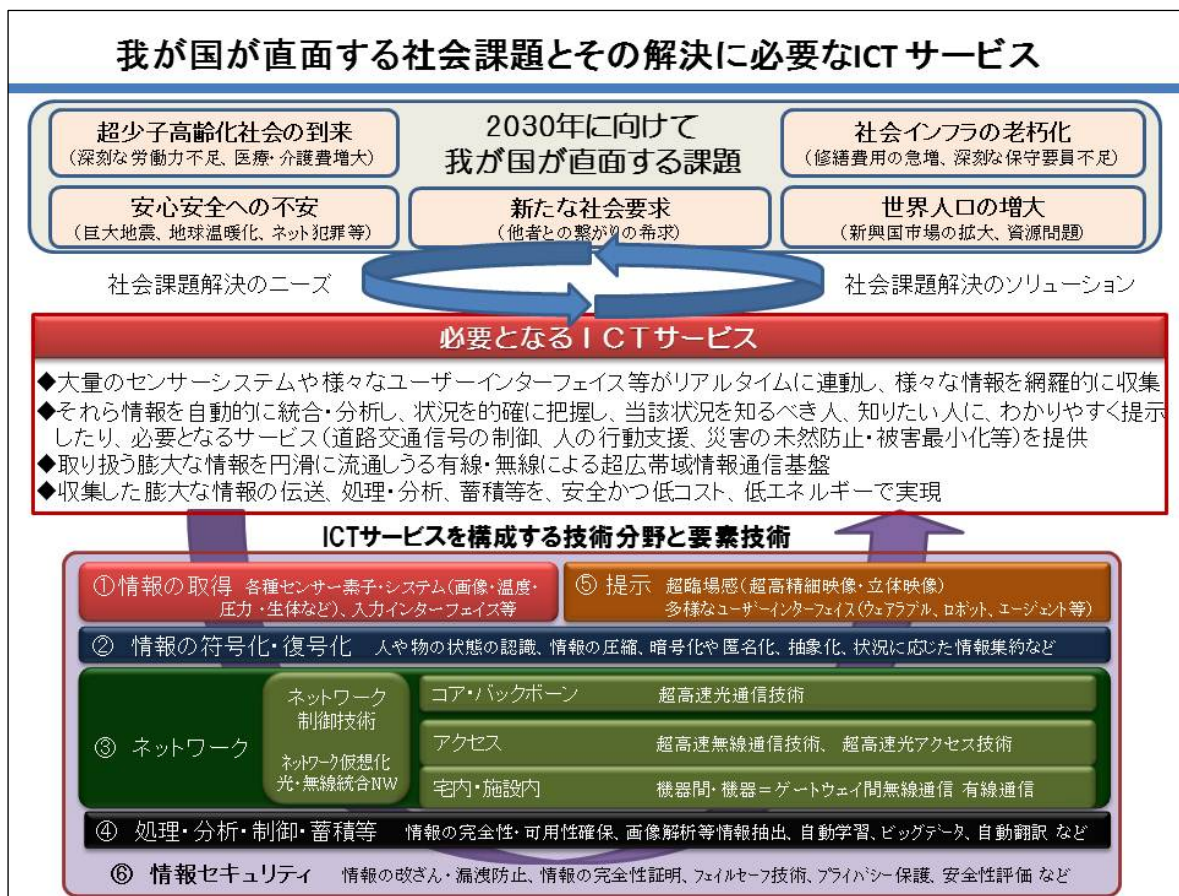 我が国が直面する社会課題とその解決に必要なICT サービス
超少子高齢化社会の到来
(深刻な労働力不足、医療・介護費増大)
2030年に向けて
我が国が直面する課題
社会インフラの老朽化
(修繕費用の急増、深刻な保守要員不足)
安心安全への不安
(巨大地震、地球温暖化、ネット犯罪等)
新たな社会要求
(他者との繋がりの希求)
世界人口の増大
(新興国市場の拡大、資源問題)
社会課題解決のニーズ
社会課題解決のソリューション
必要となるICTサービス
◆大量のセンサーシステムや様々なユーザーインターフェイス等がリアルタイムに連動し、様々な情報を網羅的に収集
◆それら情報を自動的に統合・分析し、状況を的確に把握し、当該状況を知るべき人、知りたい人に、わかりやすく提示
したり、必要となるサービス(道路交通信号の制御、人の行動支援、災害の未然防止・被害最小化等)を提供
◆取り扱う膨大な情報を円滑に流通しうる有線・無線による超広帯域情報通信基盤
◆収集した膨大な情報の伝送、処理・分析、蓄積等を、安全かつ低コスト、低エネルギーで実現
ICTサービスを構成する技術分野と要素技術
①情報の取得 各種センサー素子・システム(画像・温度・
圧力・生体など)、入力インターフェイス等
⑤ 提示 超臨場感(超高精細映像・立体映像)
多様なユーザーインターフェイス(ウェアラブル、ロボット、エージェント等)
② 情報の符号化・復号化 人や物の状態の認識、情報の圧縮、暗号化や匿名化、抽象化、状況に応じた情報集約など
③ ネットワーク
ネットワーク
制御技術
ネットワーク仮想化
光・無線統合NW
コア・バックボーン 超高速光通信技術
アクセス 超高速無線通信技術、 超高速光アクセス技術
宅内・施設内 機器間・機器=ゲートウェイ間無線通信 有線通信
④ 処理・分析・制御・蓄積等 情報の完全性・可用性確保、画像解析等情報抽出、自動学習、ビッグデータ、自動翻訳 など
⑥ 情報セキュリティ 情報の改ざん・漏洩防止、情報の完全性証明、フェイルセーフ技術、プライバシー保護、安全性評価 など